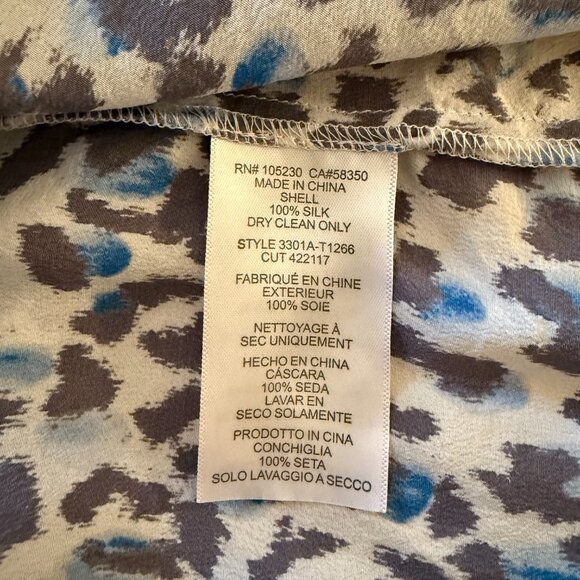 RN# 105230 CA#58350
MADE IN CHINA
SHELL
100% SILK
DRY CLEAN ONLY
STYLE 3301A-T1266
CUT 422117
FABRIQUÉ EN CHINE
EXTERIEUR
100% SOIE
NETTOYAGE À
SEC UNIQUEMENT
HECHO EN CHINA
CÁSCARA
100% SEDA
LAVAR EN
SECO SOLAMENTE
PRODOTTO IN CINA
CONCHIGLIA
100% SETA
SOLO LAVAGGIO A SECCO